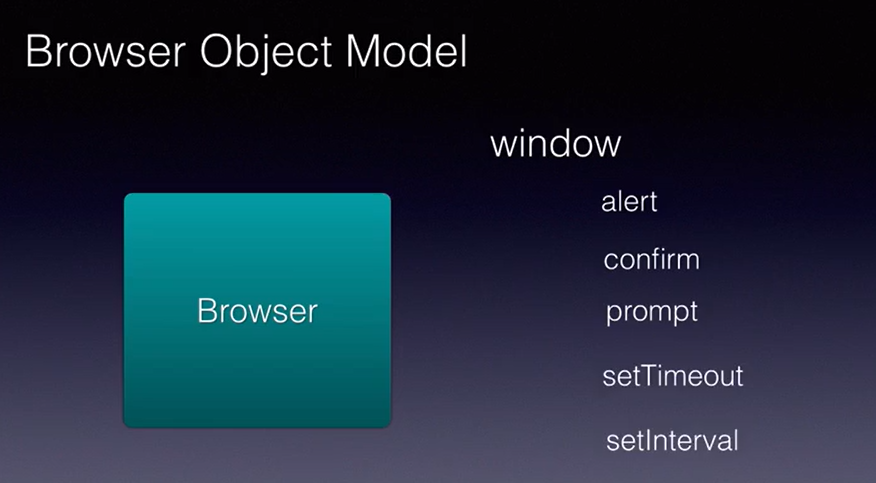 Browser Object Model
window
alert
confirm
Browser
prompt
setTimeout
setInterval